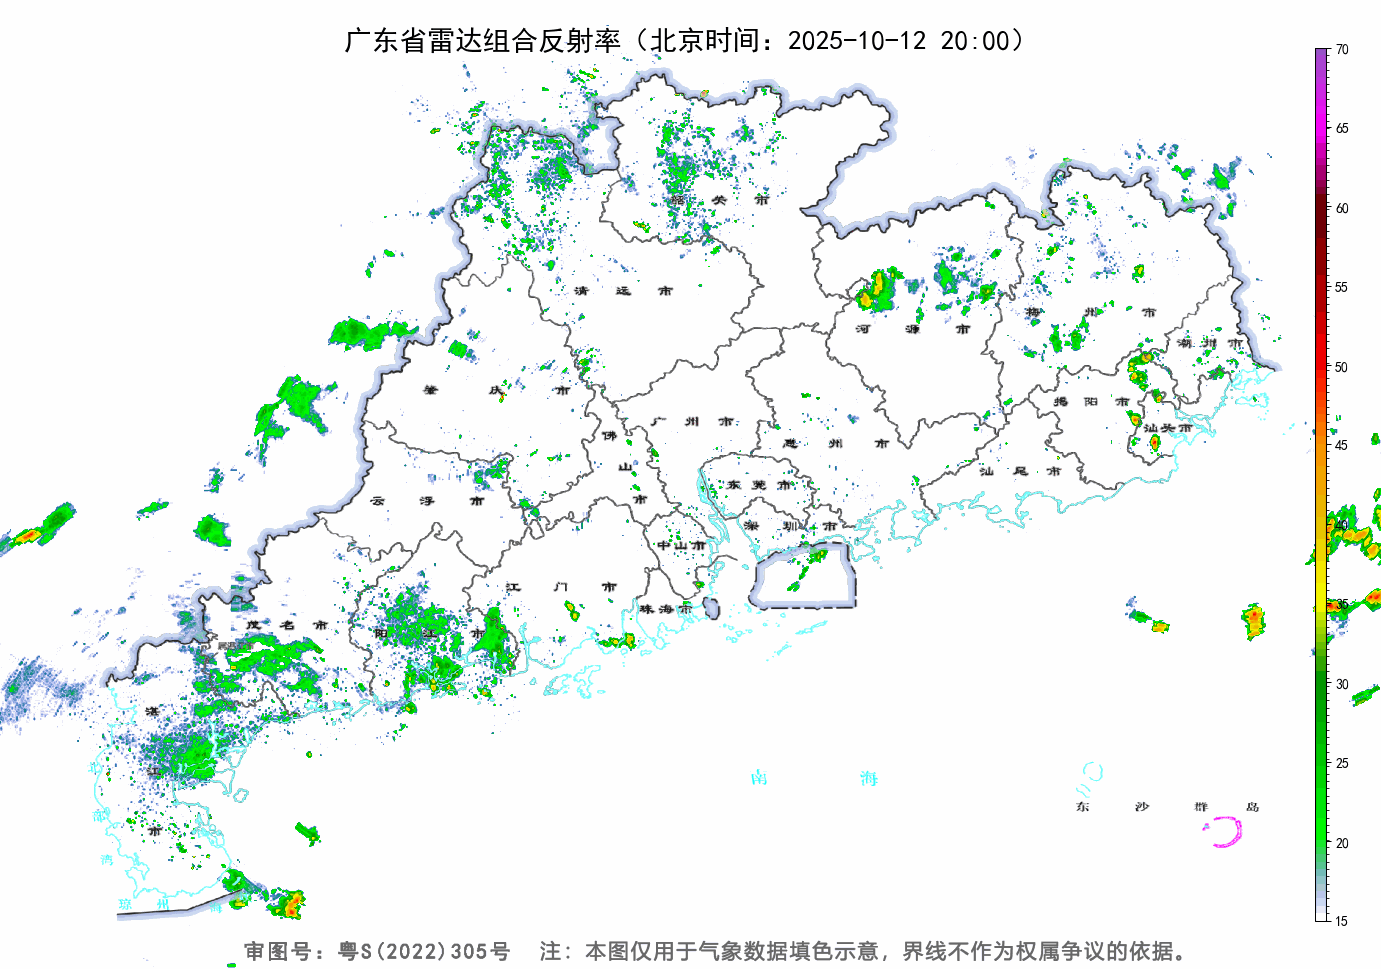 广东省雷达组合反射率（北京时间：2025-10-12 20:00）
70
65
60
55
50
45
40
35
30
25
20
15
韶关市
清远市
河源市
梅州市
潮州市
肇庆市
广州市
佛山市
惠州市
揭阳市
汕头市
汕尾市
云浮市
东莞市
深圳市
中山市
江门市
珠海市
茂名市
阳江市
湛江市
南海
东沙群岛
琼州海
审图号：粤S(2022)305号 注：本图仅用于气象数据填色示意，界线不作为权属争议的依据。